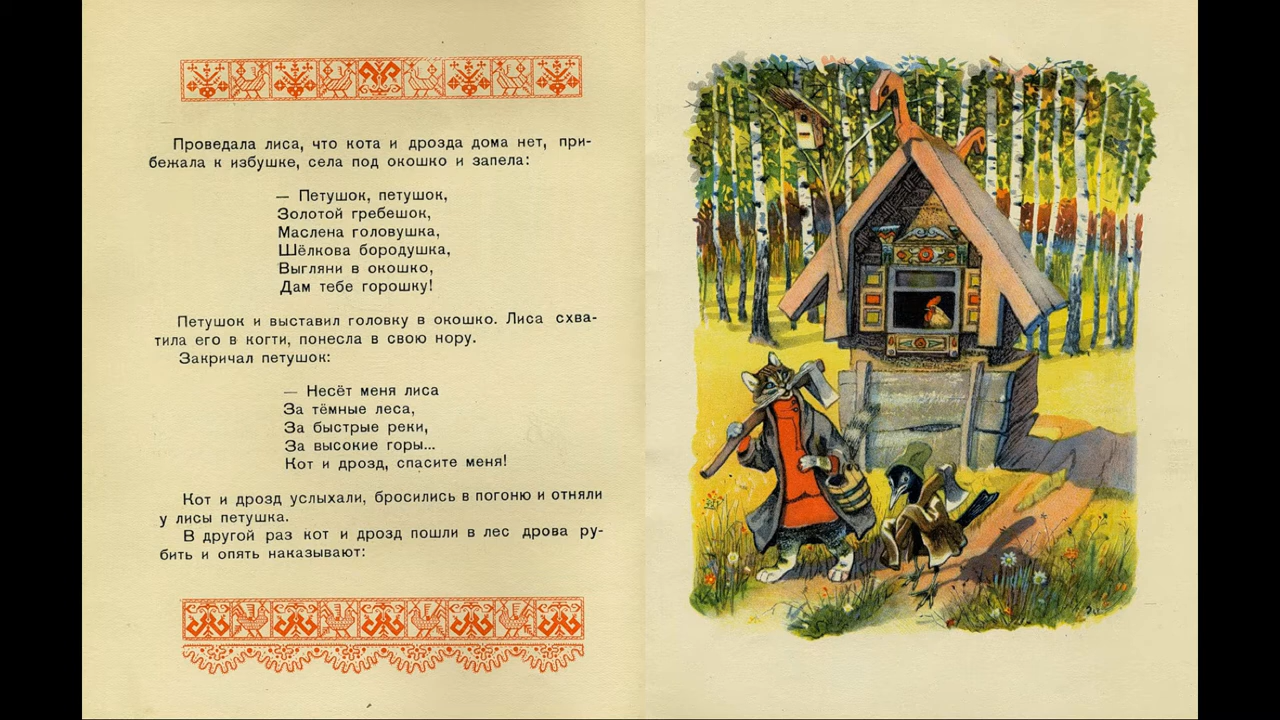 Проведала лиса, что кота и дрозда дома нет, при-
бежала к избушке, села под окошко и запела:
— Петушок, петушок,
Золотой гребешок,
Маслена головушка,
Шёлкова бородушка,
Выгляни в окошко,
Дам тебе горошку!
Петушок и выставил головку в окошко. Лиса схва-
тила его в когти, понесла в свою нору.
Закричал петушок:
— Несёт меня лиса
За тёмные леса,
За быстрые реки,
За высокие горы...
Кот и дрозд, спасите меня!
Кот и дрозд услыхали, бросились в погоню и отняли
у лисы петушка.
В другой раз кот и дрозд пошли в лес дрова ру-
бить и опять наказывают: